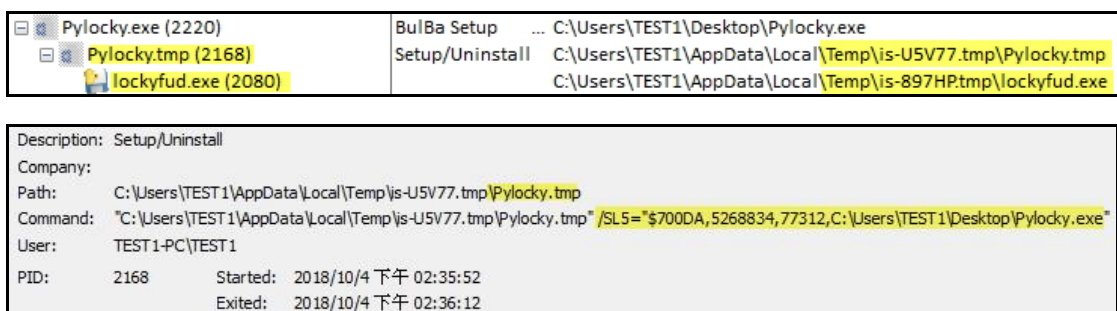 Pylocky.exe (2220) BulBa Setup ... C:\Users\TEST1\Desktop\Pylocky.exe
Pylocky.tmp (2168) Setup/Uninstall C:\Users\TEST1\AppData\Local\Temp\is-U5V77.tmp\Pylocky.tmp
lockyfud.exe (2080) C:\Users\TEST1\AppData\Local\Temp\is-897HP.tmp\lockyfud.exe
Description: Setup/Uninstall
Company:
Path: C:\Users\TEST1\AppData\Local\Temp\is-U5V77.tmp\Pylocky.tmp
Command: "C:\Users\TEST1\AppData\Local\Temp\is-U5V77.tmp\Pylocky.tmp" /SL5="$700DA,5268834,77312,C:\Users\TEST1\Desktop\Pylocky.exe"
User: TEST1-PC\TEST1
PID: 2168 Started: 2018/10/4 下午 02:35:52
Exited: 2018/10/4 下午 02:36:12